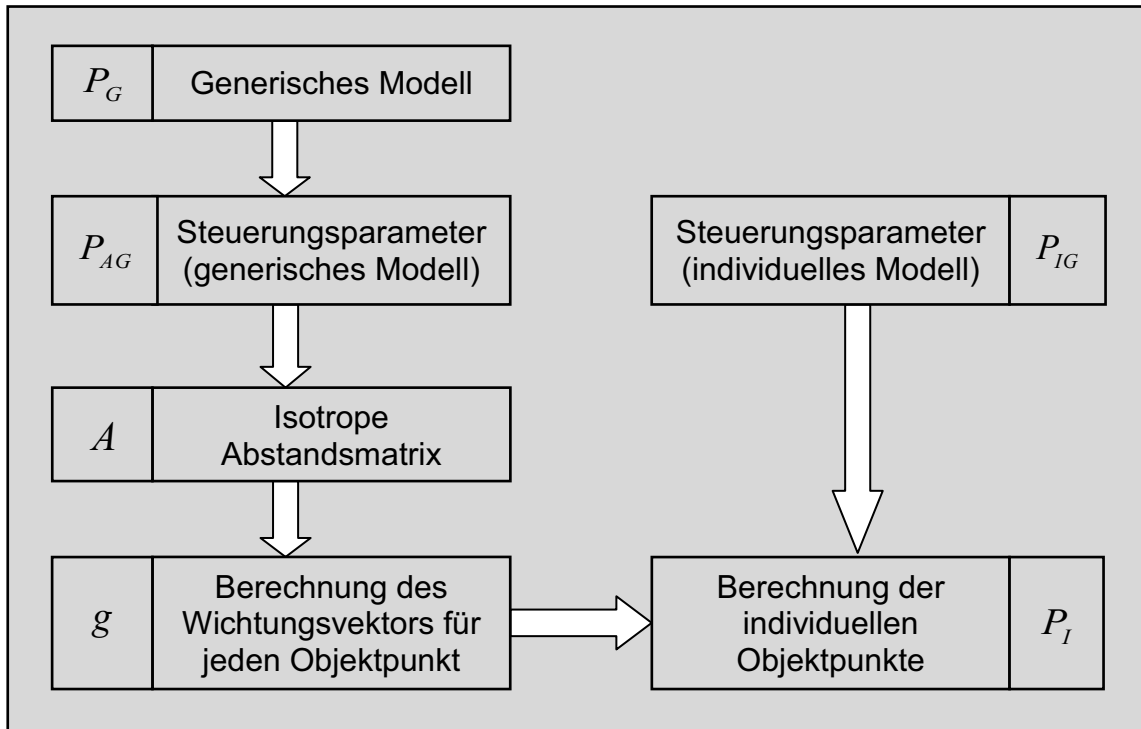 P_G Generisches Modell
P_AG Steuerungsparameter
(generisches Modell)
Steuerungsparameter
(individuelles Modell) P_IG
A Isotrope
Abstandsmatrix
g Berechnung des
Wichtungsvektors für
jeden Objektpunkt
Berechnung der
individuellen
Objektpunkte P_I